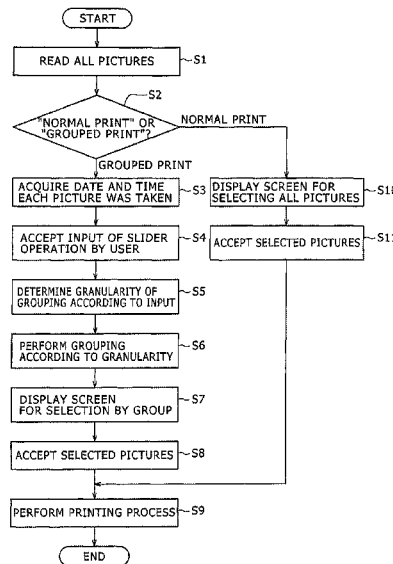 START
READ ALL PICTURES
S1
S2
"NORMAL PRINT" OR
"GROUPED PRINT"?
NORMAL PRINT
GROUPED PRINT
ACQUIRE DATE AND TIME
EACH PICTURE WAS TAKEN
S3
DISPLAY SCREEN FOR
SELECTING ALL PICTURES
S10
ACCEPT INPUT OF SLIDER
OPERATION BY USER
S4
ACCEPT SELECTED PICTURES
S11
DETERMINE GRANULARITY OF
GROUPING ACCORDING TO INPUT
S5
PERFORM GROUPING
ACCORDING TO GRANULARITY
S6
DISPLAY SCREEN
FOR SELECTION BY GROUP
S7
ACCEPT SELECTED PICTURES
S8
PERFORM PRINTING PROCESS
S9
END